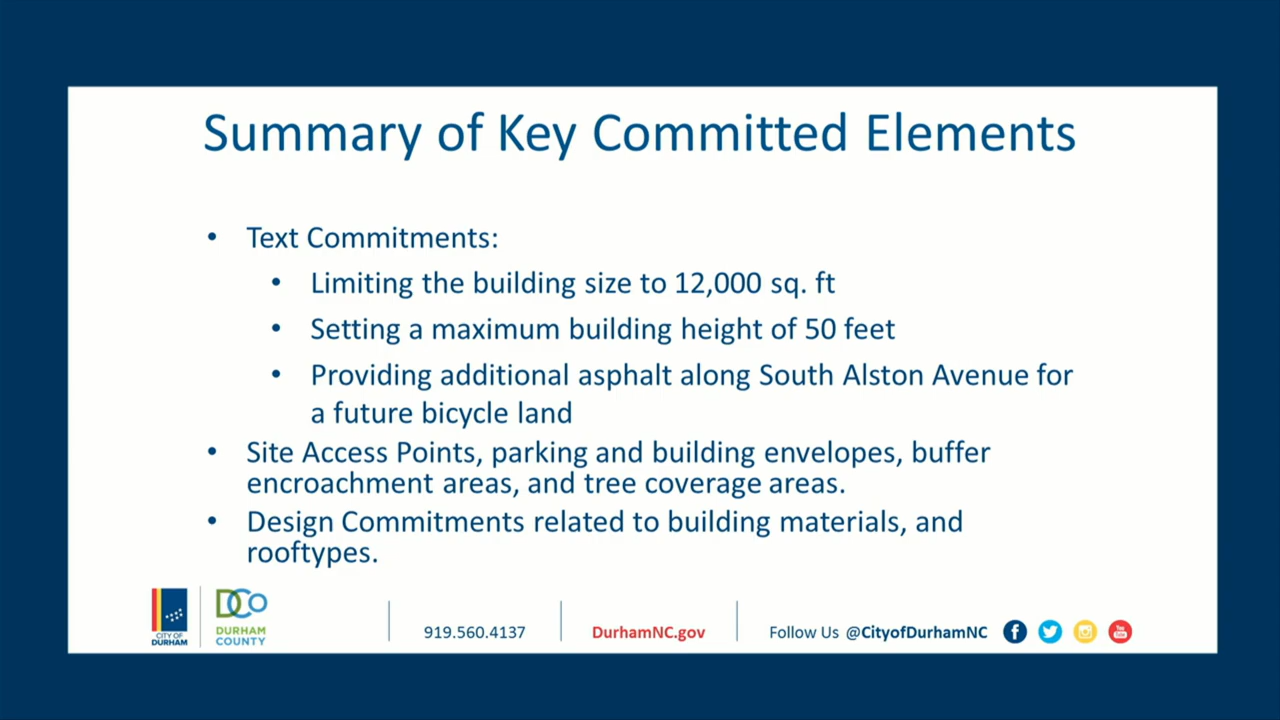 Summary of Key Committed Elements
• Text Commitments:
• Limiting the building size to 12,000 sq. ft
• Setting a maximum building height of 50 feet
• Providing additional asphalt along South Alston Avenue for
a future bicycle land
• Site Access Points, parking and building envelopes, buffer
encroachment areas, and tree coverage areas.
• Design Commitments related to building materials, and
rooftypes.
CITY OF
DURHAM
DCo
DURHAM
COUNTY
919.560.4137
DurhamNC.gov
Follow Us @CityofDurhamNC
You
Tube